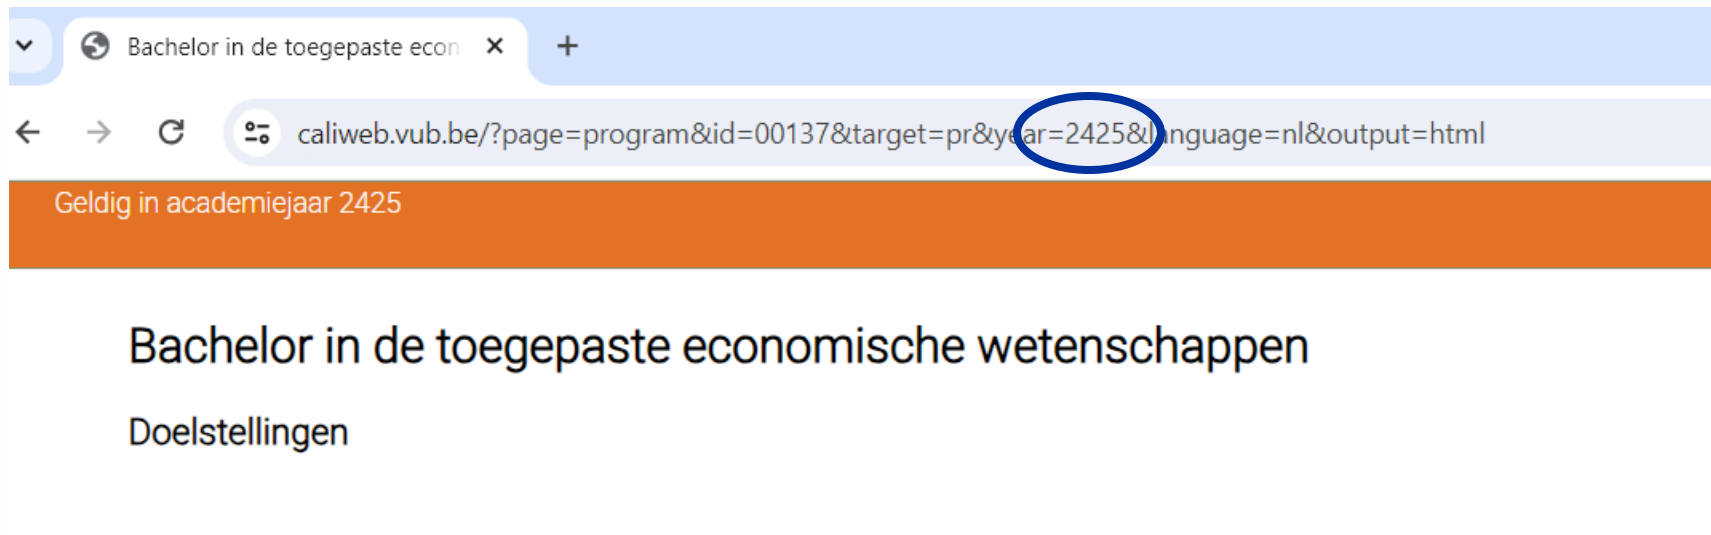 Bachelor in de toegepaste econ
caliweb.vub.be/?page=program&id=00137&target=pr&year=2425&language=nl&output=html
Geldig in academiejaar 2425
Bachelor in de toegepaste economische wetenschappen
Doelstellingen